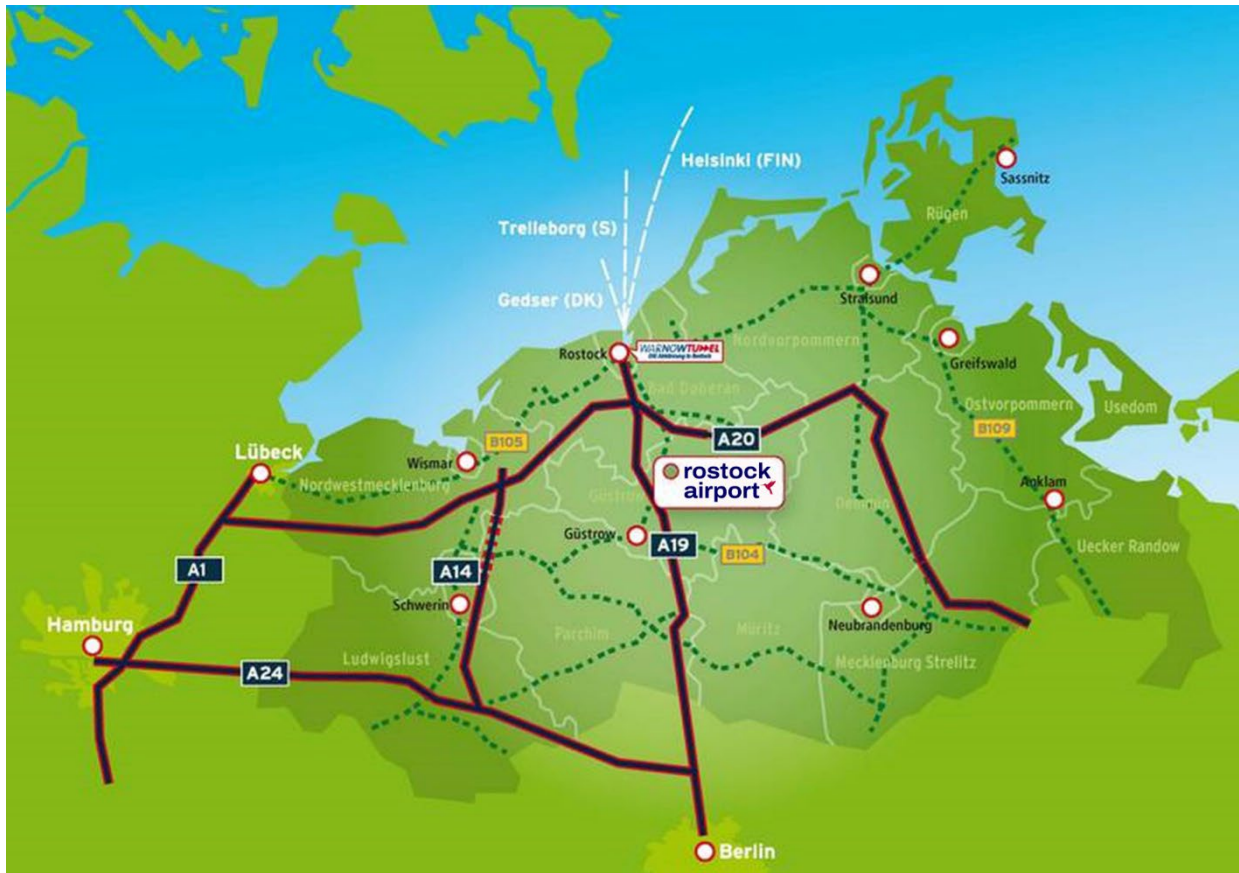 Helsinki (FIN)
Sassnitz
Rügen
Trelleborg (S)
Gedser (DK)
Stralsund
Nordvorpommern
Rostock
WARNOWTUNNEL
Greifswald
Bad Doberan
Ostvorpommern
Usedom
B109
A20
B105
Lübeck
Wismar
rostock
airport
Nordwestmecklenburg
Güstrow
Demmin
Anklam
Güstrow
A19
B104
Uecker Randow
A1
A14
Schwerin
Hamburg
Neubrandenburg
Parchim
Müritz
Ludwigslust
Mecklenburg Strelitz
A24
Berlin